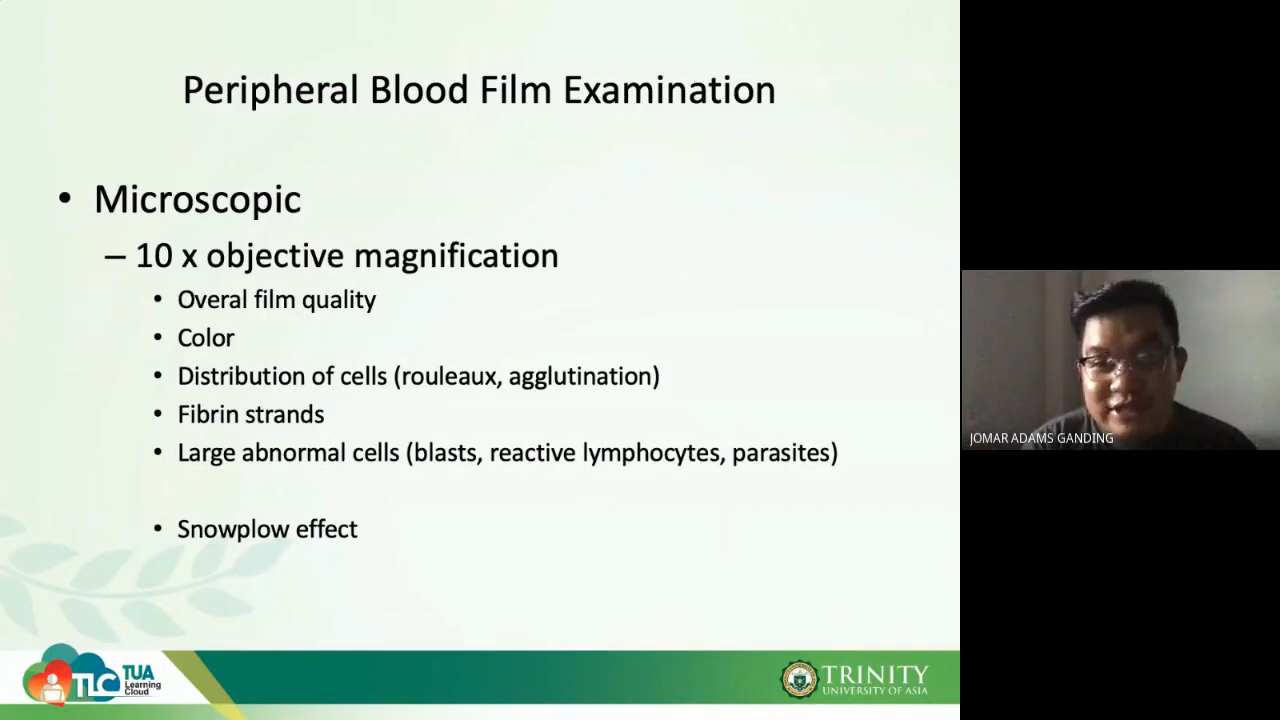 Peripheral Blood Film Examination
• Microscopic
– 10 x objective magnification
• Overal film quality
• Color
• Distribution of cells (rouleaux, agglutination)
• Fibrin strands
• Large abnormal cells (blasts, reactive lymphocytes, parasites)
• Snowplow effect
JOMAR ADAMS GANDING
TLC TUA
Learning
Cloud
TRINITY
UNIVERSITY OF ASIA